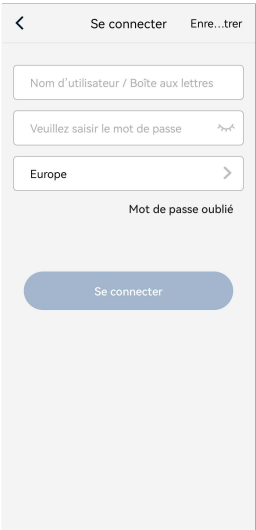 Se connecter
Enre...trer
Nom d'utilisateur / Boîte aux lettres
Veuillez saisir le mot de passe
Europe
Mot de passe oublié
Se connecter